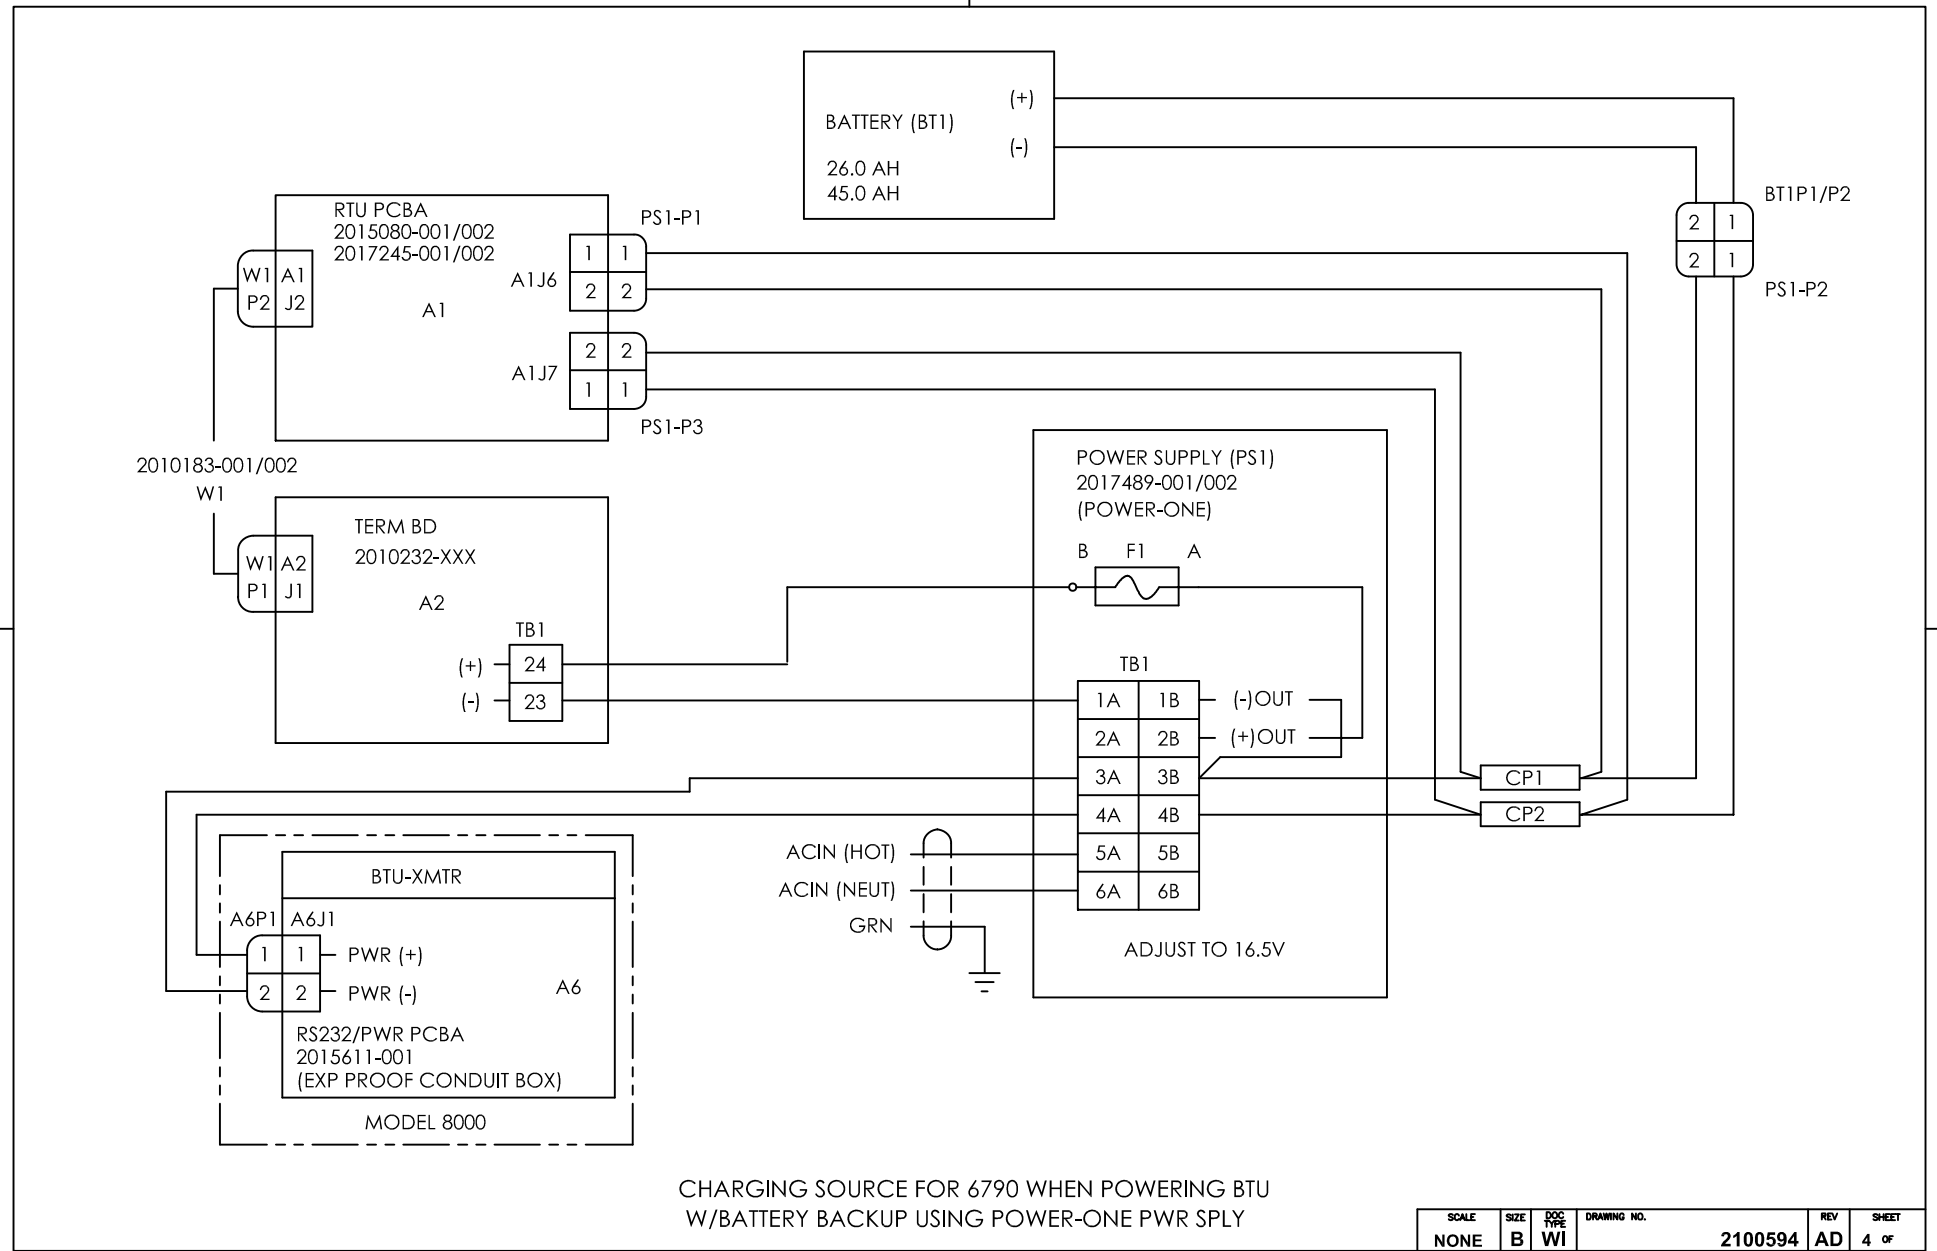 BATTERY (BT1)
(+)
(-)
26.0 AH
45.0 AH
BT1P1/P2
2 1
2 1
PS1-P2
RTU PCBA
2015080-001/002
2017245-001/002
A1
W1 A1
P2 J2
PS1-P1
A1J6
1 1
2 2
A1J7
2 2
1 1
PS1-P3
2010183-001/002
W1
TERM BD
2010232-XXX
A2
W1 A2
P1 J1
TB1
(+) 24
(-) 23
POWER SUPPLY (PS1)
2017489-001/002
(POWER-ONE)
B F1 A
TB1
1A 1B (-)OUT
2A 2B (+)OUT
3A 3B
4A 4B
5A 5B
6A 6B
ADJUST TO 16.5V
CP1
CP2
ACIN (HOT)
ACIN (NEUT)
GRN
BTU-XMTR
A6P1 A6J1
1 1 PWR (+)
2 2 PWR (-)
A6
RS232/PWR PCBA
2015611-001
(EXP PROOF CONDUIT BOX)
MODEL 8000
CHARGING SOURCE FOR 6790 WHEN POWERING BTU
W/BATTERY BACKUP USING POWER-ONE PWR SPLY
SCALE
NONE
SIZE
B
DOC
TYPE
WI
DRAWING NO.
2100594
REV
AD
SHEET
4 OF